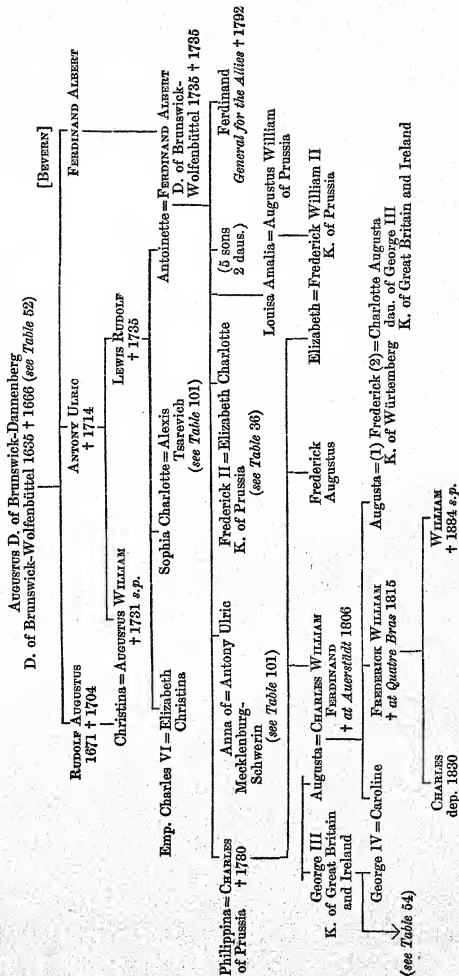 AUGUSTUS D. of Brunswick-Dannenberg
D. of Brunswick-Wolfenbüttel 1635 † 1666 (see Table 52)
[BEVERN]
RUDOLF AUGUSTUS
1671 † 1704
ANTONY ULRIC
† 1714
FERDINAND ALBERT
Christina = AUGUSTUS WILLIAM
† 1731 s.p.
LEWIS RUDOLF
† 1735
Emp. Charles VI = Elizabeth
Christina
Sophia Charlotte = Alexis
Tsarevich
(see Table 101)
Antoinette = FERDINAND ALBERT
D. of Brunswick-
Wolfenbüttel 1735 † 1735
Philippina = CHARLES
of Prussia † 1780
Anna of = Antony Ulric
Mecklenburg-
Schwerin
(see Table 101)
Frederick II = Elizabeth Charlotte
K. of Prussia
(see Table 36)
(5 sons
2 daus.)
Ferdinand
General for the Allies † 1792
Louisa Amalia = Augustus William
of Prussia
George III
K. of Great Britain
and Ireland
Augusta = CHARLES WILLIAM
FERDINAND
† at Auerstädt 1806
Frederick
Augustus
Elizabeth = Frederick William II
K. of Prussia
George IV = Caroline
FREDERICK WILLIAM
† at Quatre Bras 1815
Augusta = (1) Frederick (2) = Charlotte Augusta
K. of Würtemberg dau. of George III
K. of Great Britain and Ireland
(see Table 54)
CHARLES
dep. 1830
WILLIAM
† 1884 s.p.